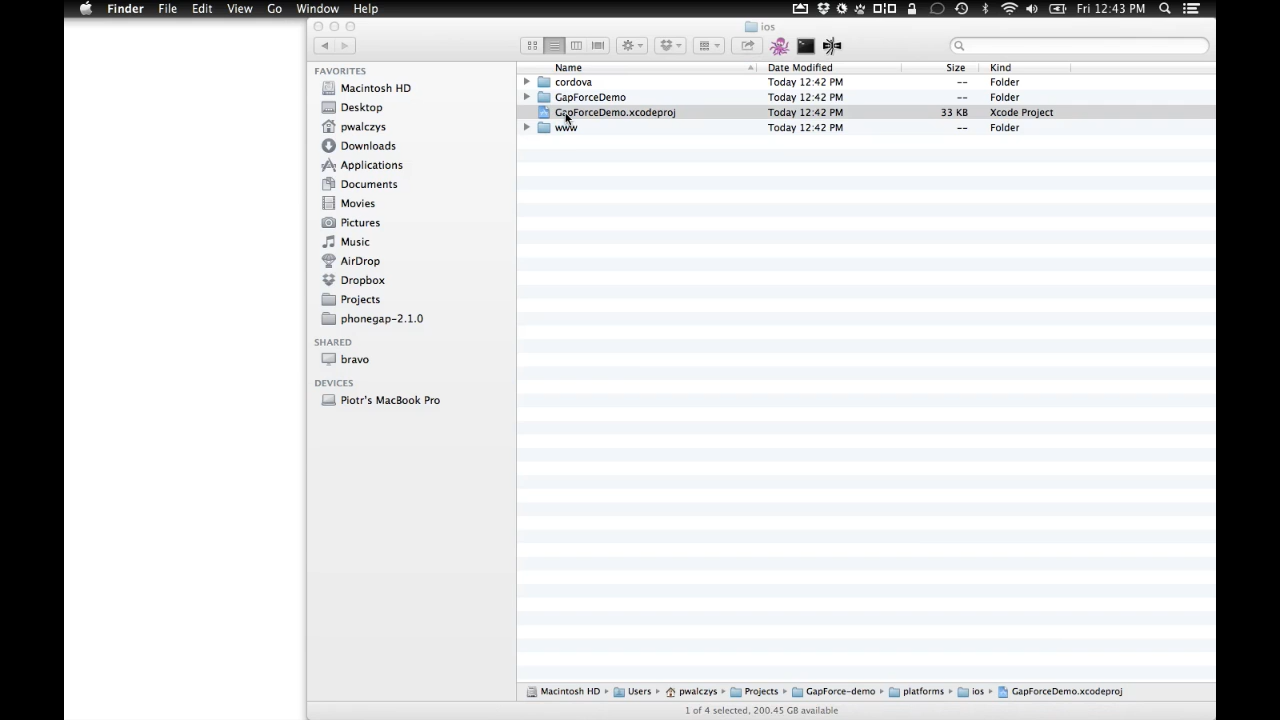 Finder File Edit View Go Window Help Fri 12:43 PM
ios
FAVORITES
Macintosh HD
Desktop
pwalczys
Downloads
Applications
Documents
Movies
Pictures
Music
AirDrop
Dropbox
Projects
phonegap-2.1.0
SHARED
bravo
DEVICES
Piotr's MacBook Pro
Name Date Modified Size Kind
cordova Today 12:42 PM -- Folder
GapForceDemo Today 12:42 PM -- Folder
GapForceDemo.xcodeproj Today 12:42 PM 33 KB Xcode Project
www Today 12:42 PM -- Folder
Macintosh HD Users pwalczys Projects GapForce-demo platforms ios GapForceDemo.xcodeproj
1 of 4 selected, 200.45 GB available